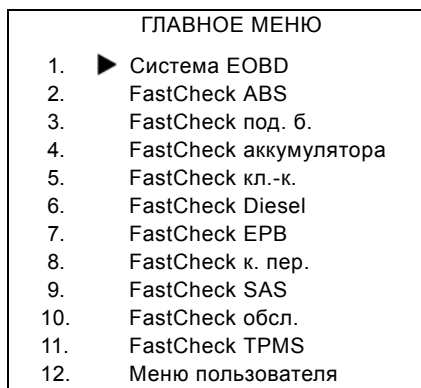 ГЛАВНОЕ МЕНЮ
1. ▶ Система EOBD
2. FastCheck ABS
3. FastCheck под. б.
4. FastCheck аккумулятора
5. FastCheck кл.-к.
6. FastCheck Diesel
7. FastCheck EPB
8. FastCheck к. пер.
9. FastCheck SAS
10. FastCheck обсл.
11. FastCheck TPMS
12. Меню пользователя